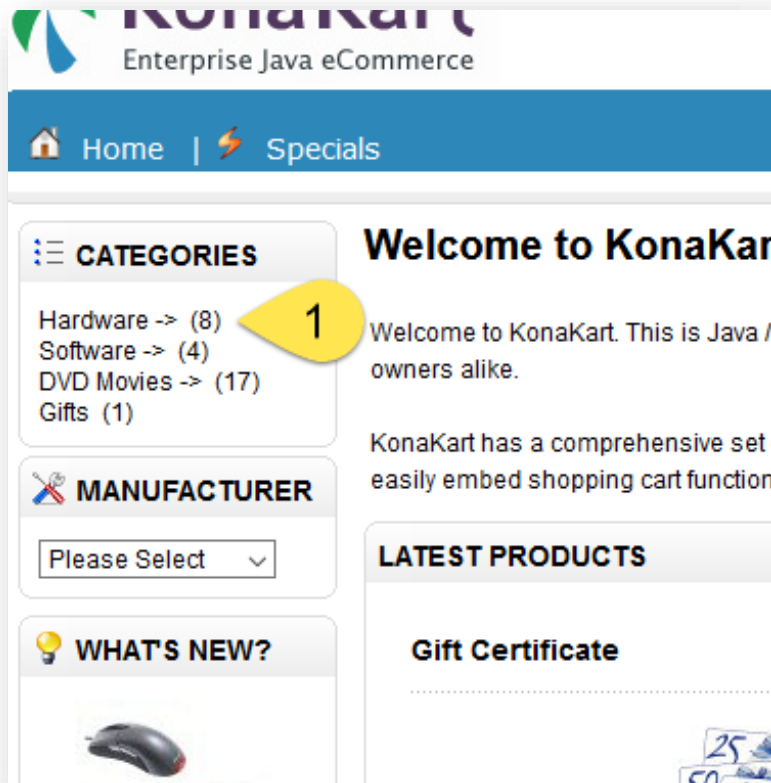 KonaKart
Enterprise Java eCommerce
Home | Specials
CATEGORIES
Hardware -> (8)
Software -> (4)
DVD Movies -> (17)
Gifts (1)
1
MANUFACTURER
Please Select
WHAT'S NEW?
Welcome to KonaKar
Welcome to KonaKart. This is Java /
owners alike.
KonaKart has a comprehensive set
easily embed shopping cart function
LATEST PRODUCTS
Gift Certificate
25
50